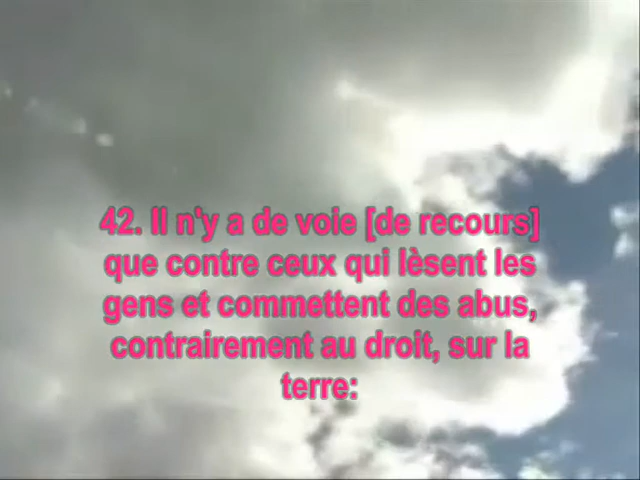 42. Il n'y a de voie [de recours]
que contre ceux qui lèsent les
gens et commettent des abus,
contrairement au droit, sur la
terre: